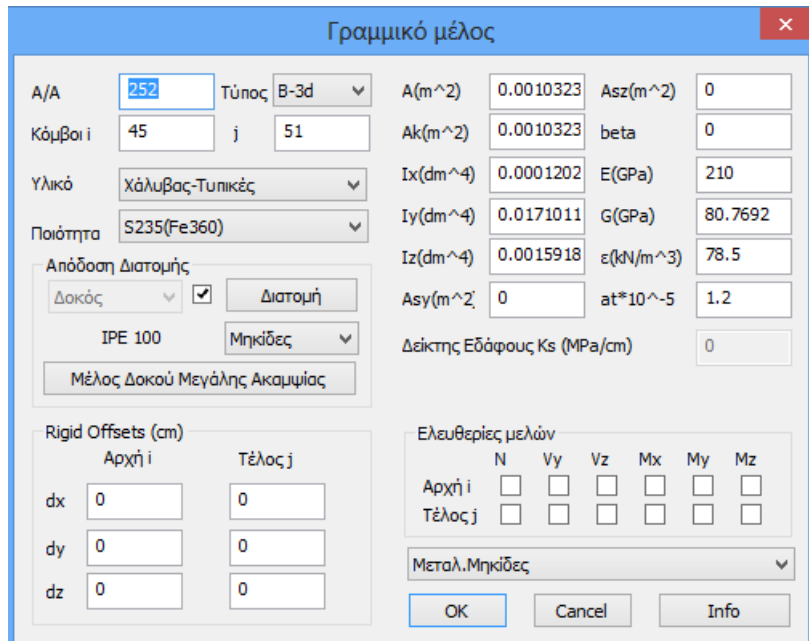 Γραμμικό μέλος
A/A 252 Τύπος B-3d A(m^2) 0.0010323 Asz(m^2) 0
Κόμβοι i 45 j 51 Ak(m^2) 0.0010323 beta 0
Υλικό Χάλυβας-Τυπικές Ix(dm^4) 0.0001202 E(GPa) 210
Ποιότητα S235(Fe360) Iy(dm^4) 0.0171011 G(GPa) 80.7692
Απόδοση Διατομής Iz(dm^4) 0.0015918 ε(kN/m^3) 78.5
Δοκός Διατομή Asy(m^2) 0 at*10^-5 1.2
IPE 100 Μηκίδες Δείκτης Εδάφους Ks (MPa/cm) 0
Μέλος Δοκού Μεγάλης Ακαμψίας
Rigid Offsets (cm) Ελευθερίες μελών
Αρχή i Τέλος j N Vy Vz Mx My Mz
Αρχή i
dx 0 0 Τέλος j
dy 0 0
Μεταλ.Μηκίδες
dz 0 0
OK Cancel Info